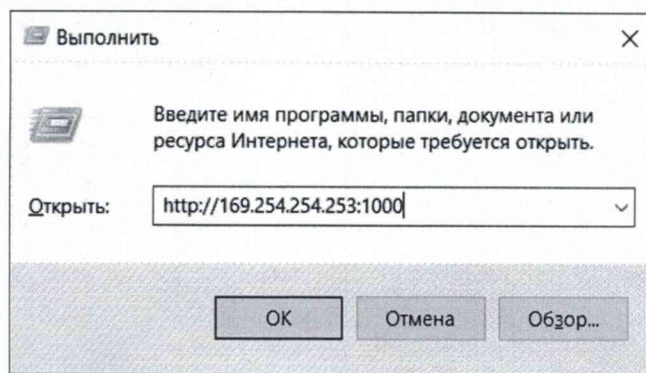 Выполнить
Введите имя программы, папки, документа или
ресурса Интернета, которые требуется открыть.
Открыть:
http://169.254.254.253:1000
ОК
Отмена
Обзор...